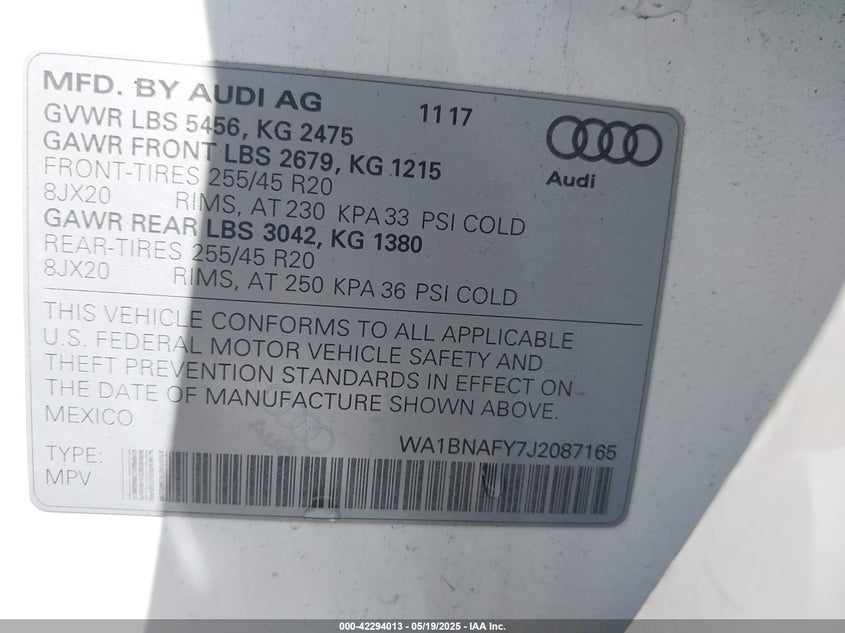 MFD. BY AUDI AG 11 17
GVWR LBS 5456, KG 2475
GAWR FRONT LBS 2679, KG 1215
FRONT-TIRES 255/45 R20
8JX20 RIMS, AT 230 KPA 33 PSI COLD
GAWR REAR LBS 3042, KG 1380
REAR-TIRES 255/45 R20
8JX20 RIMS, AT 250 KPA 36 PSI COLD
Audi
THIS VEHICLE CONFORMS TO ALL APPLICABLE
U.S. FEDERAL MOTOR VEHICLE SAFETY AND
THEFT PREVENTION STANDARDS IN EFFECT ON
THE DATE OF MANUFACTURE SHOWN ABOVE.
MEXICO
WA1BNAFY7J2087165
TYPE:
MPV
000-42294013 - 05/19/2025 - IAA Inc.